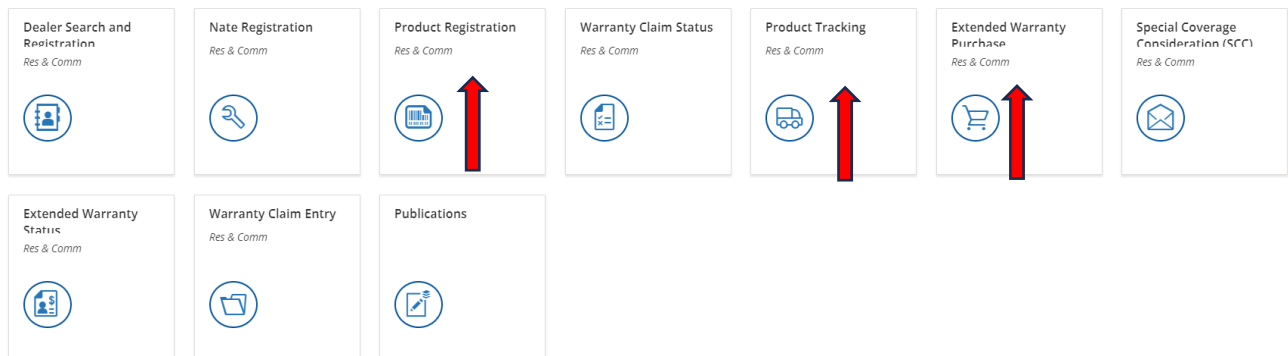 Dealer Search and
Registration
Res & Comm
Nate Registration
Res & Comm
Product Registration
Res & Comm
Warranty Claim Status
Res & Comm
Product Tracking
Res & Comm
Extended Warranty
Purchase
Res & Comm
Special Coverage
Consideration (SCC)
Res & Comm
Extended Warranty
Status
Res & Comm
Warranty Claim Entry
Res & Comm
Publications